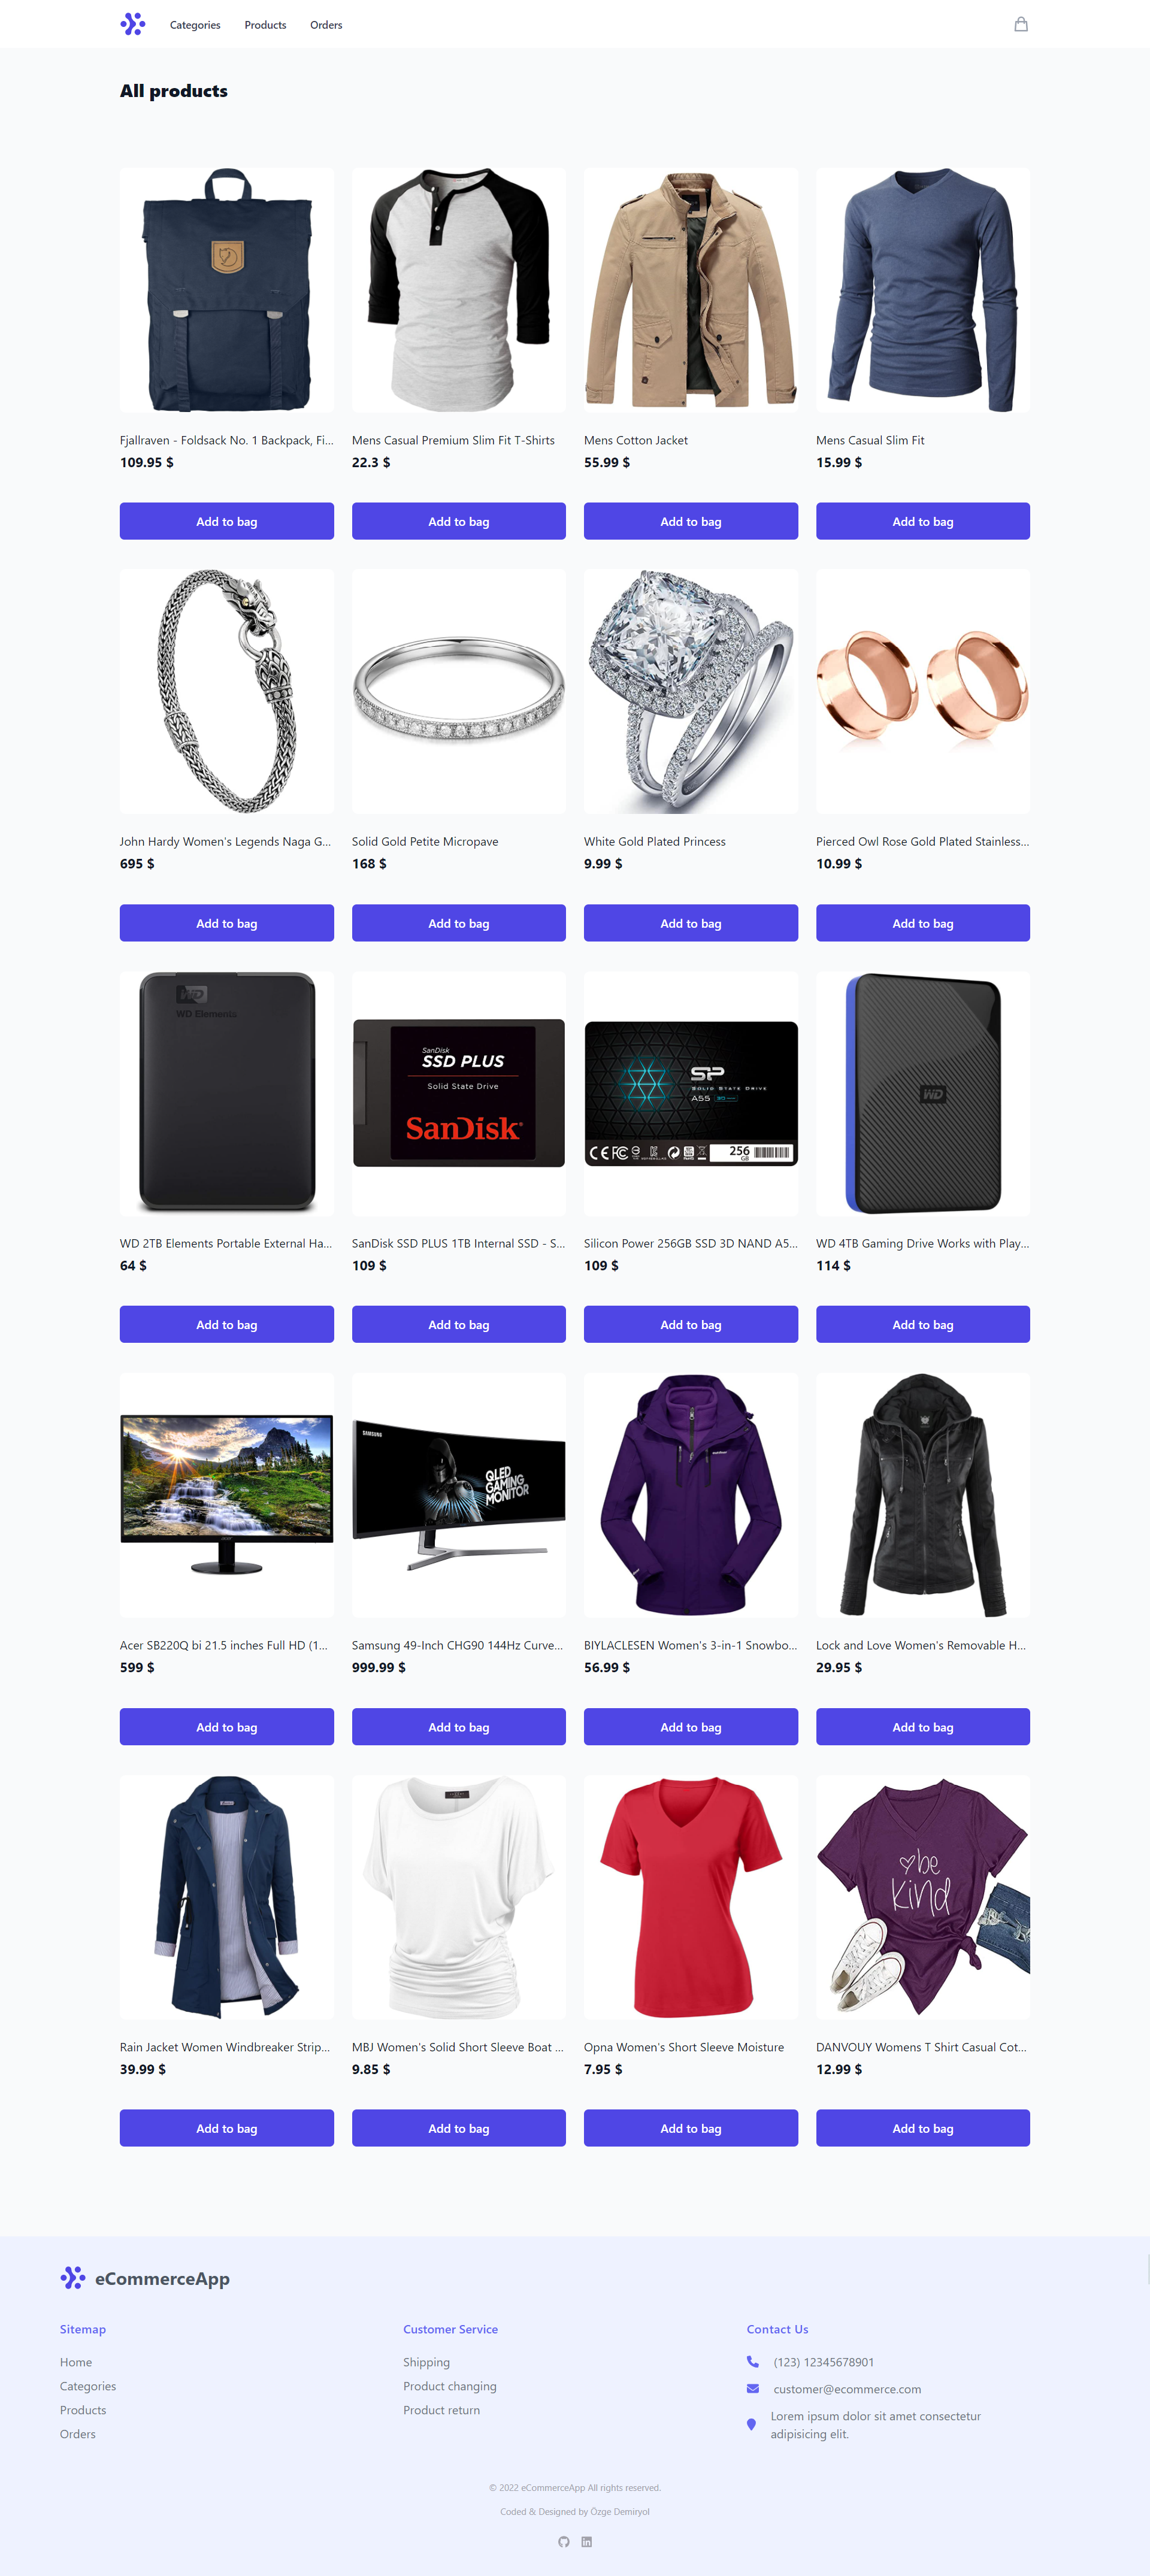 Categories Products Orders
All products
Fjallraven - Foldsack No. 1 Backpack, Fi... Mens Casual Premium Slim Fit T-Shirts Mens Cotton Jacket Mens Casual Slim Fit
109.95 $ 22.3 $ 55.99 $ 15.99 $
Add to bag Add to bag Add to bag Add to bag
John Hardy Women's Legends Naga G... Solid Gold Petite Micropave White Gold Plated Princess Pierced Owl Rose Gold Plated Stainless...
695 $ 168 $ 9.99 $ 10.99 $
Add to bag Add to bag Add to bag Add to bag
WD
WD Elements
SanDisk
SSD PLUS
Solid State Drive
SanDisk
SP
SOLID STATE DRIVE
A55
256
GB
WD
WD 2TB Elements Portable External Ha... SanDisk SSD PLUS 1TB Internal SSD - S... Silicon Power 256GB SSD 3D NAND A5... WD 4TB Gaming Drive Works with Play...
64 $ 109 $ 109 $ 114 $
Add to bag Add to bag Add to bag Add to bag
SAMSUNG
QLED
GAMING
MONITOR
Acer SB220Q bi 21.5 inches Full HD (1... Samsung 49-Inch CHG90 144Hz Curve... BIYLACLESEN Women's 3-in-1 Snowbo... Lock and Love Women's Removable H...
599 $ 999.99 $ 56.99 $ 29.95 $
Add to bag Add to bag Add to bag Add to bag
be
kind
Rain Jacket Women Windbreaker Strip... MBJ Women's Solid Short Sleeve Boat ... Opna Women's Short Sleeve Moisture DANVOUY Womens T Shirt Casual Cot...
39.99 $ 9.85 $ 7.95 $ 12.99 $
Add to bag Add to bag Add to bag Add to bag
eCommerceApp
Sitemap
Home
Categories
Products
Orders
Customer Service
Shipping
Product changing
Product return
Contact Us
(123) 12345678901
customer@ecommerce.com
Lorem ipsum dolor sit amet consectetur
adipisicing elit.
© 2022 eCommerceApp All rights reserved.
Coded & Designed by Özge Demiryol